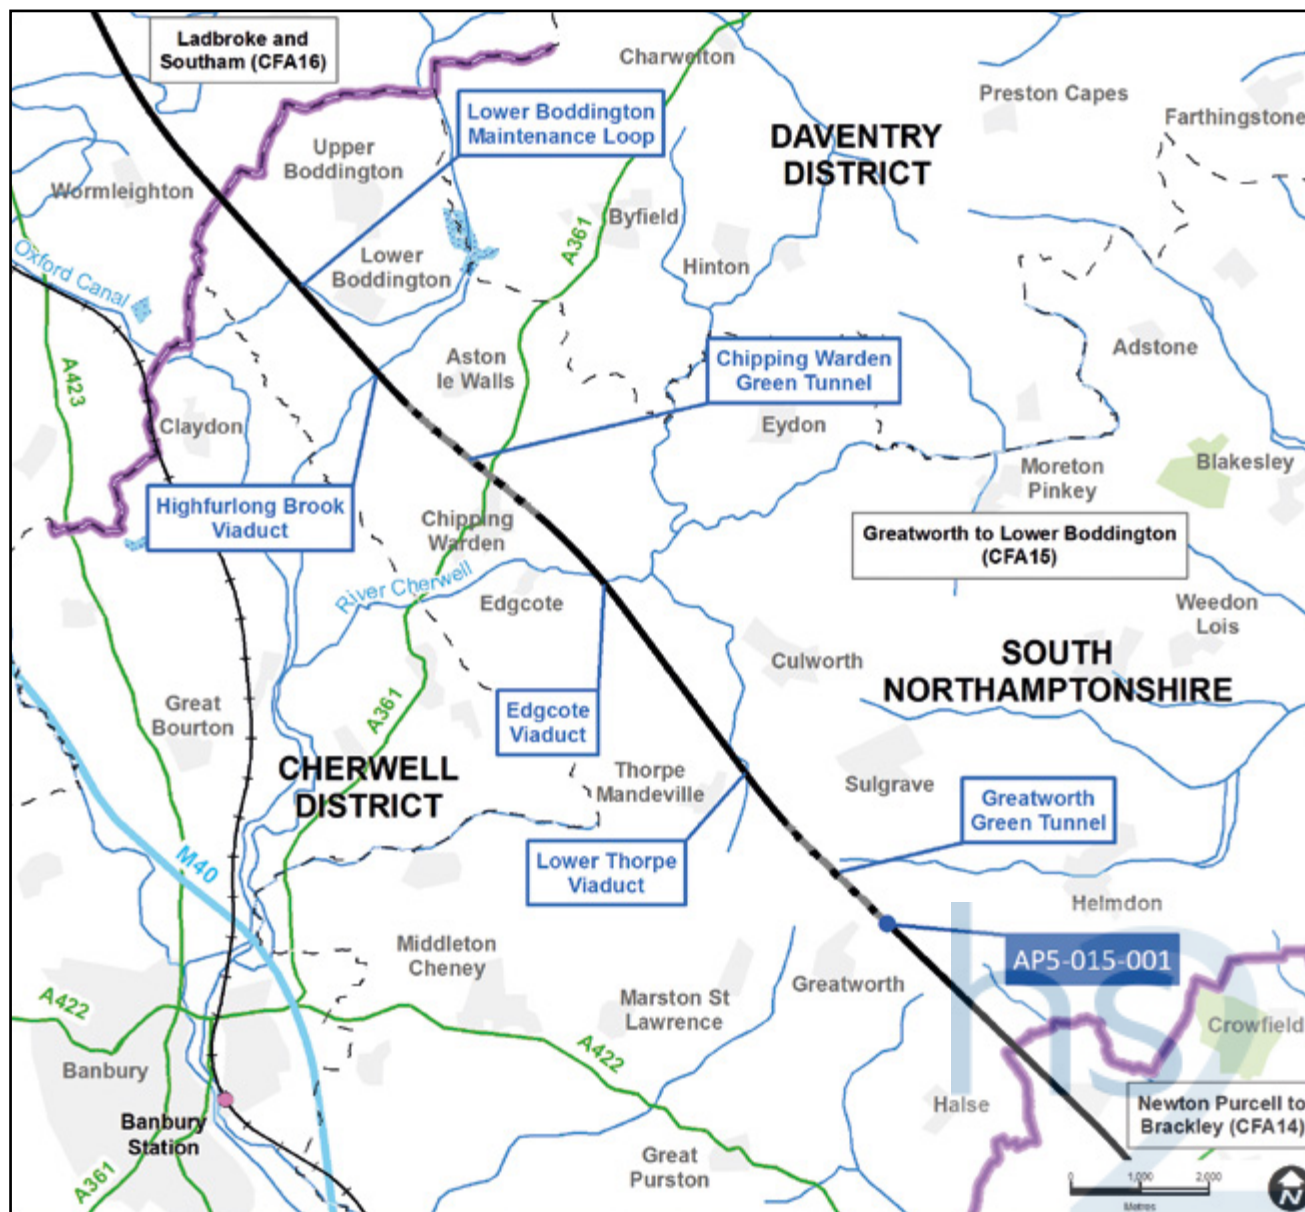 Ladbroke and
Southam (CFA16)
Charwelton
Preston Capes
Farthingstone
Lower Boddington
Maintenance Loop
DAVENTRY
DISTRICT
Upper
Boddington
Wormleighton
Byfield
A361
Hinton
Oxford Canal
Lower
Boddington
A423
Aston
le Walls
Chipping Warden
Green Tunnel
Adstone
Claydon
Eydon
Moreton
Pinkey
Blakesley
Highfurlong Brook
Viaduct
Chipping
Warden
Greatworth to Lower Boddington
(CFA15)
River Cherwell
Edgcote
Weedon
Lois
Culworth
SOUTH
NORTHAMPTONSHIRE
Great
Bourton
A361
Edgcote
Viaduct
CHERWELL
DISTRICT
Thorpe
Mandeville
Sulgrave
Greatworth
Green Tunnel
M40
Lower Thorpe
Viaduct
Helmdon
Middleton
Cheney
AP5-015-001
Greatworth
Marston St
Lawrence
A422
Crowfield
Banbury
A422
hs2
Halse
Newton Purcell to
Brackley (CFA14)
Banbury
Station
Great
Purston
A361
0 1,000 2,000
Metres
N